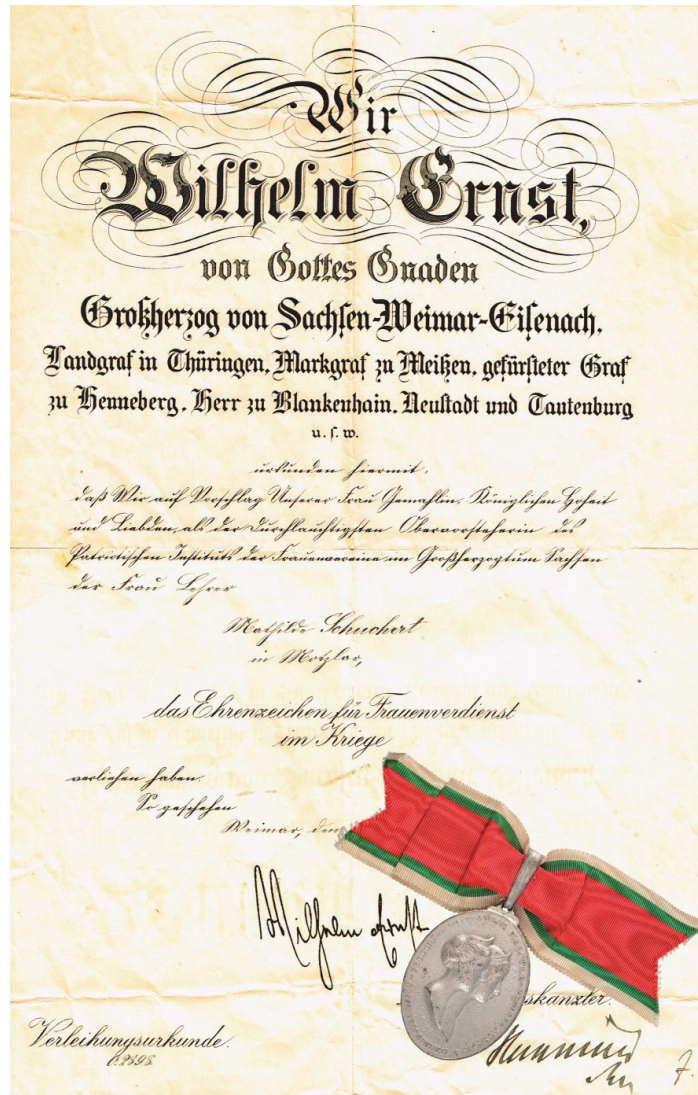 Wir
Wilhelm Ernst,
von Gottes Gnaden
Großherzog von Sachsen-Weimar-Eisenach,
Landgraf in Thüringen, Markgraf zu Meißen, gefürsteter Graf
zu Henneberg, Herr zu Blankenhain, Neustadt und Tautenburg
u. s. w.
urkunden hiermit,
daß Wir auf Vorschlag Unserer Frau Gemahlin, Königlichen Hoheit
und Liebden, als der Durchlauchtigsten Obervorsteherin des
Patriotischen Instituts der Frauenvereine im Großherzogtum Sachsen
der Frau Lehrer
Mathilde Schuchert
in Motzlar,
das Ehrenzeichen für Frauenverdienst
im Kriege
verliehen haben.
So geschehen
Weimar, den
Wilhelm Ernst
skanzler.
Verleihungsurkunde.